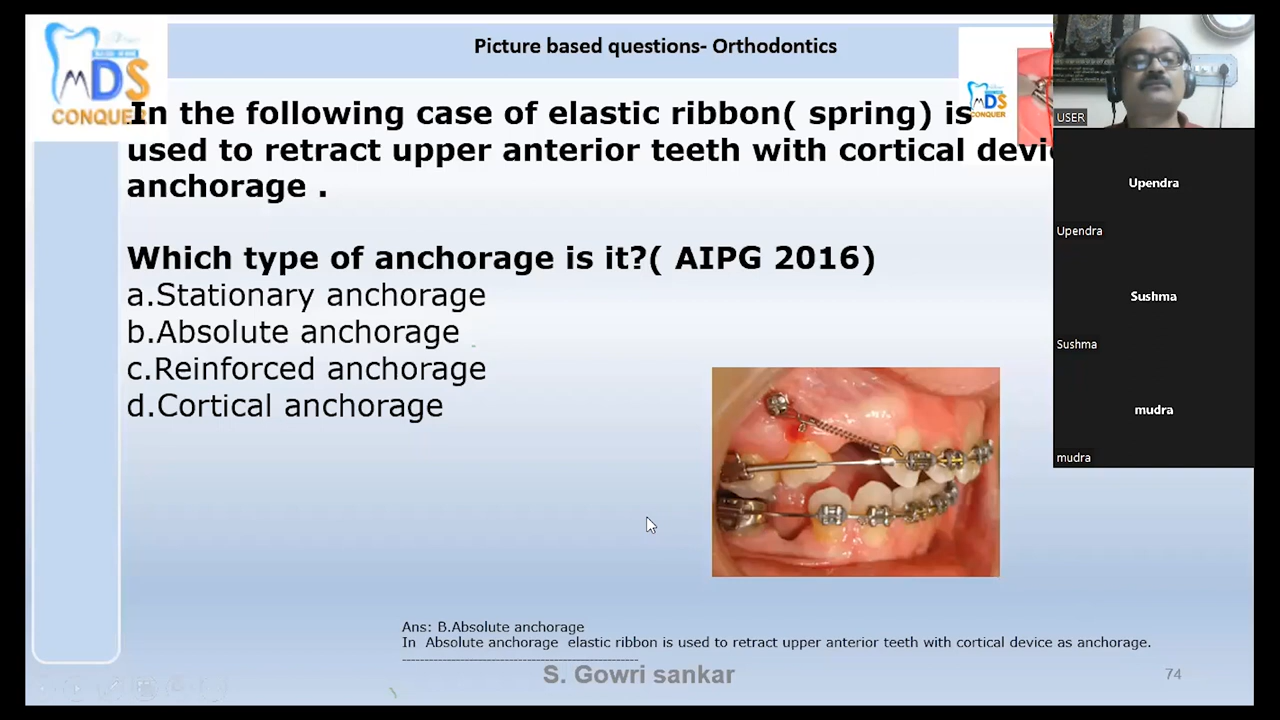 Picture based questions- Orthodontics
MDS
CONQUER
MDS
In the following case of elastic ribbon( spring) is
used to retract upper anterior teeth with cortical devic
anchorage .
Which type of anchorage is it?( AIPG 2016)
a.Stationary anchorage
b.Absolute anchorage
c.Reinforced anchorage
d.Cortical anchorage
Ans: B.Absolute anchorage
In Absolute anchorage elastic ribbon is used to retract upper anterior teeth with cortical device as anchorage.
S. Gowri sankar
74
USER
Upendra
Upendra
Sushma
Sushma
mudra
mudra